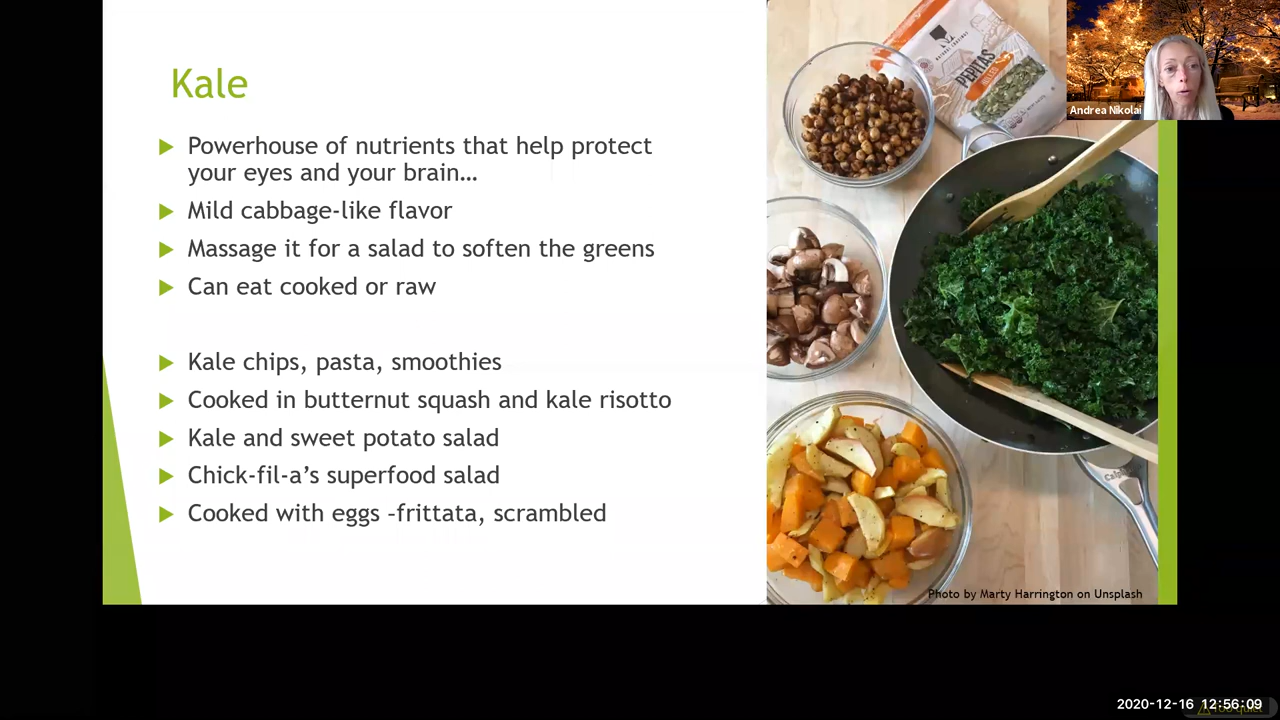 Kale
Powerhouse of nutrients that help protect
your eyes and your brain…
Mild cabbage-like flavor
Massage it for a salad to soften the greens
Can eat cooked or raw
Kale chips, pasta, smoothies
Cooked in butternut squash and kale risotto
Kale and sweet potato salad
Chick-fil-a’s superfood salad
Cooked with eggs -frittata, scrambled
PEPITAS
Andrea Nikolai
Photo by Marty Harrington on Unsplash
2020-12-16 12:56:09